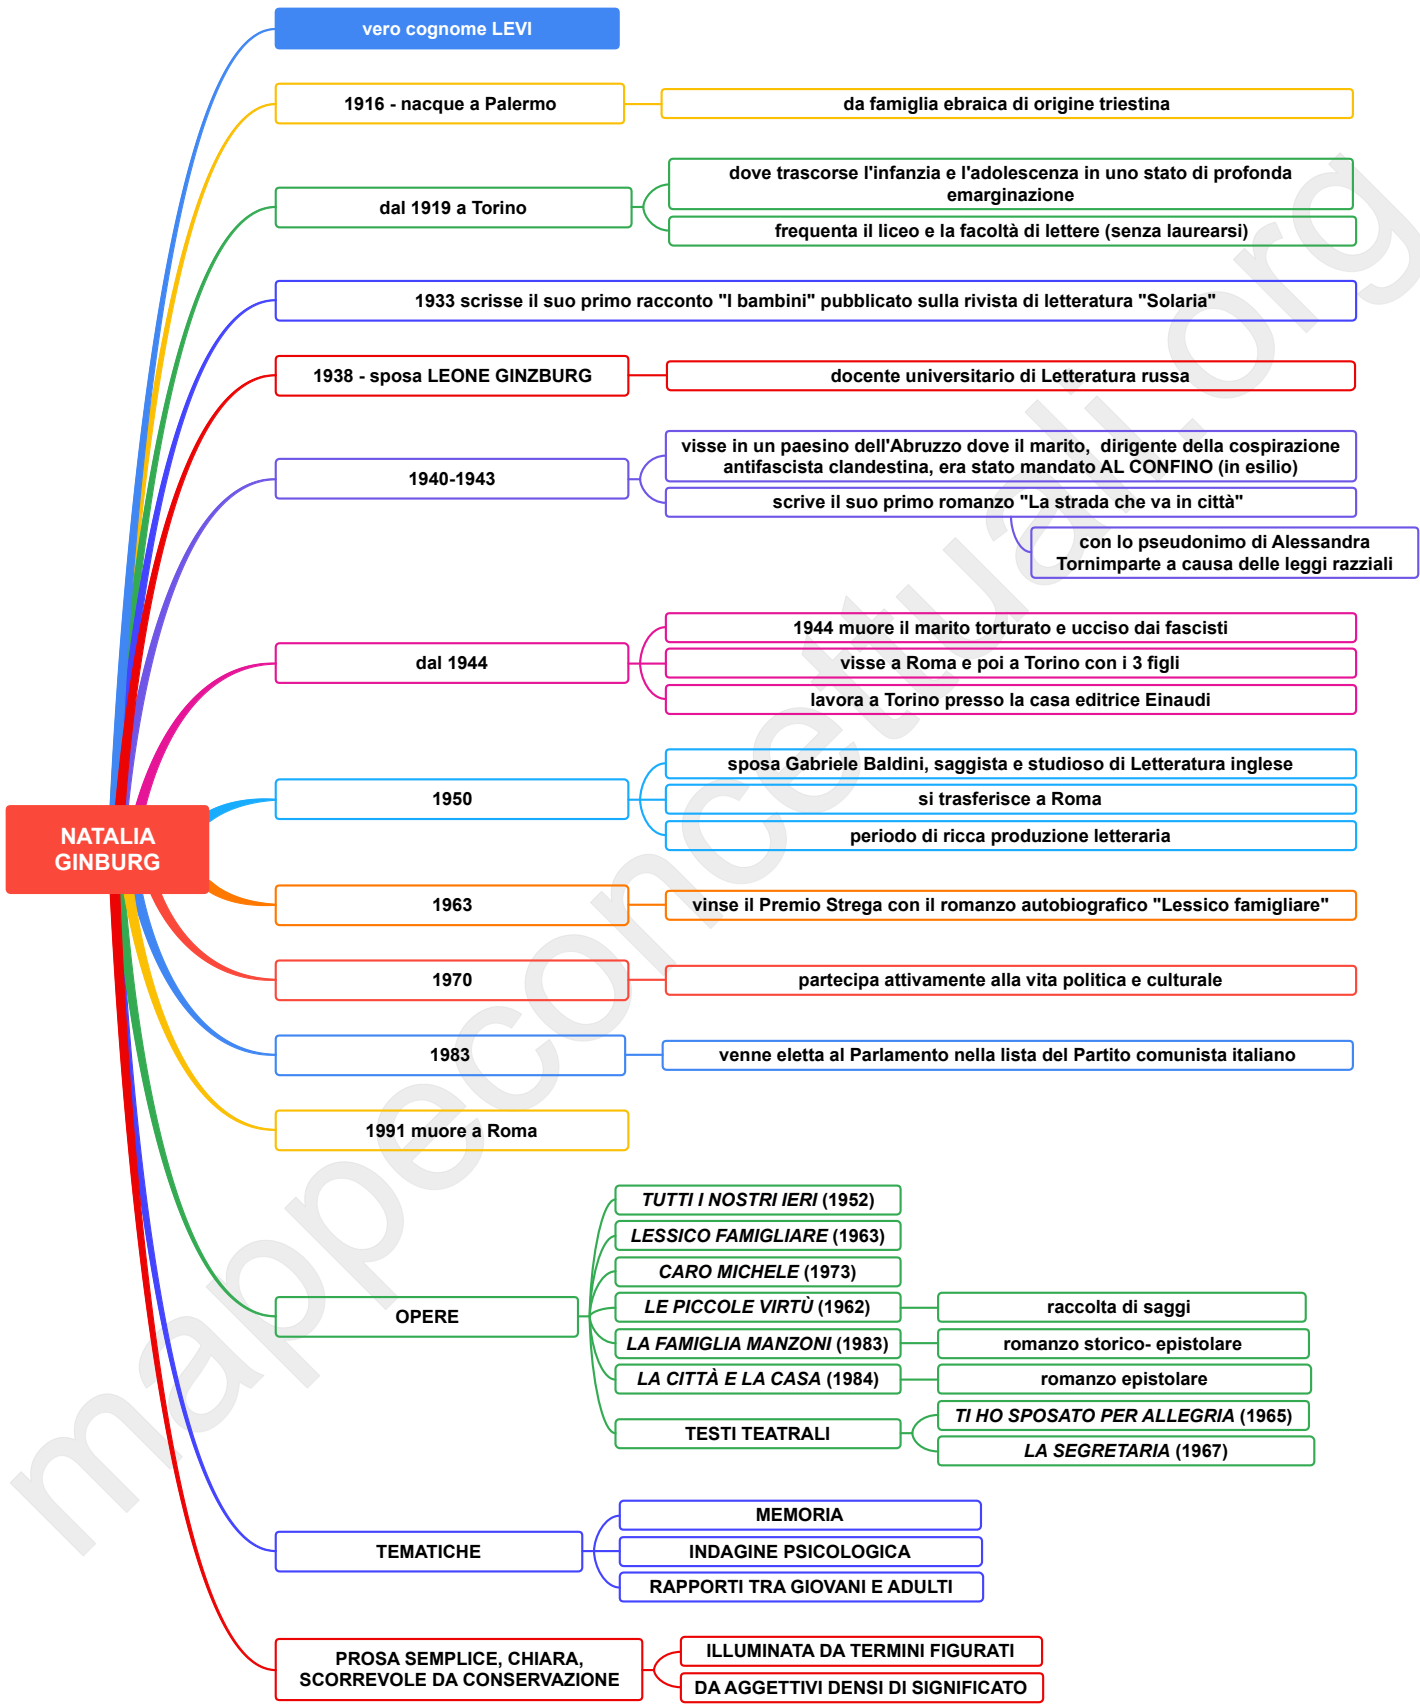 vero cognome LEVI
1916 - nacque a Palermo
da famiglia ebraica di origine triestina
dal 1919 a Torino
dove trascorse l'infanzia e l'adolescenza in uno stato di profonda
emarginazione
frequenta il liceo e la facoltà di lettere (senza laurearsi)
1933 scrisse il suo primo racconto "I bambini" pubblicato sulla rivista di letteratura "Solaria"
1938 - sposa LEONE GINZBURG
docente universitario di Letteratura russa
1940-1943
visse in un paesino dell'Abruzzo dove il marito, dirigente della cospirazione
antifascista clandestina, era stato mandato AL CONFINO (in esilio)
scrive il suo primo romanzo "La strada che va in città"
con lo pseudonimo di Alessandra
Tornimparte a causa delle leggi razziali
dal 1944
1944 muore il marito torturato e ucciso dai fascisti
visse a Roma e poi a Torino con i 3 figli
lavora a Torino presso la casa editrice Einaudi
1950
sposa Gabriele Baldini, saggista e studioso di Letteratura inglese
si trasferisce a Roma
periodo di ricca produzione letteraria
NATALIA
GINBURG
1963
vinse il Premio Strega con il romanzo autobiografico "Lessico famigliare"
1970
partecipa attivamente alla vita politica e culturale
1983
venne eletta al Parlamento nella lista del Partito comunista italiano
1991 muore a Roma
OPERE
TUTTI I NOSTRI IERI (1952)
LESSICO FAMIGLIARE (1963)
CARO MICHELE (1973)
LE PICCOLE VIRTÙ (1962)
raccolta di saggi
LA FAMIGLIA MANZONI (1983)
romanzo storico- epistolare
LA CITTÀ E LA CASA (1984)
romanzo epistolare
TESTI TEATRALI
TI HO SPOSATO PER ALLEGRIA (1965)
LA SEGRETARIA (1967)
TEMATICHE
MEMORIA
INDAGINE PSICOLOGICA
RAPPORTI TRA GIOVANI E ADULTI
PROSA SEMPLICE, CHIARA,
SCORREVOLE DA CONSERVAZIONE
ILLUMINATA DA TERMINI FIGURATI
DA AGGETTIVI DENSI DI SIGNIFICATO
mappeconcettuali.org